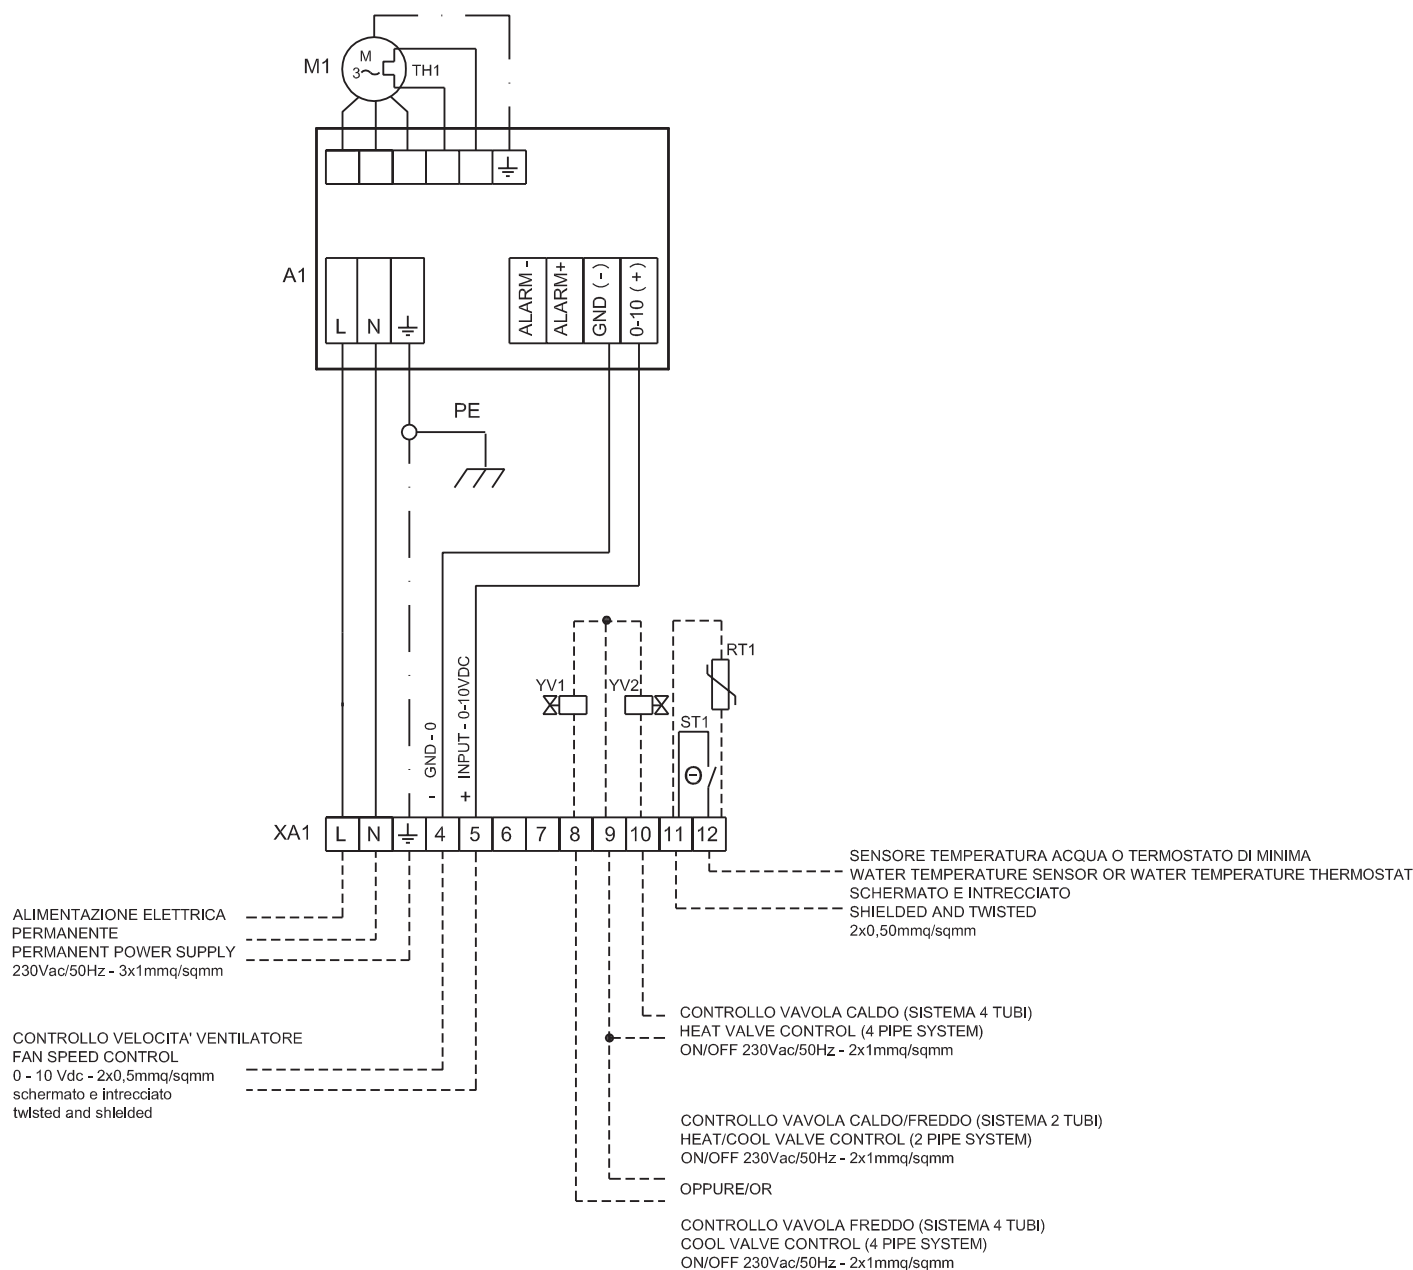 M1
M
3~
TH1
A1
L N
ALARM -
ALARM+
GND (-)
0-10 (+)
PE
GND - 0
-
INPUT - 0-10VDC
+
YV1
YV2
RT1
ST1
XA1
L N 4 5 6 7 8 9 10 11 12
SENSORE TEMPERATURA ACQUA O TERMOSTATO DI MINIMA
WATER TEMPERATURE SENSOR OR WATER TEMPERATURE THERMOSTAT
SCHERMATO E INTRECCIATO
SHIELDED AND TWISTED
2x0,50mmq/sqmm
ALIMENTAZIONE ELETTRICA
PERMANENTE
PERMANENT POWER SUPPLY
230Vac/50Hz - 3x1mmq/sqmm
CONTROLLO VELOCITA' VENTILATORE
FAN SPEED CONTROL
0 - 10 Vdc - 2x0,5mmq/sqmm
schermato e intrecciato
twisted and shielded
CONTROLLO VAVOLA CALDO (SISTEMA 4 TUBI)
HEAT VALVE CONTROL (4 PIPE SYSTEM)
ON/OFF 230Vac/50Hz - 2x1mmq/sqmm
CONTROLLO VAVOLA CALDO/FREDDO (SISTEMA 2 TUBI)
HEAT/COOL VALVE CONTROL (2 PIPE SYSTEM)
ON/OFF 230Vac/50Hz - 2x1mmq/sqmm
OPPURE/OR
CONTROLLO VAVOLA FREDDO (SISTEMA 4 TUBI)
COOL VALVE CONTROL (4 PIPE SYSTEM)
ON/OFF 230Vac/50Hz - 2x1mmq/sqmm